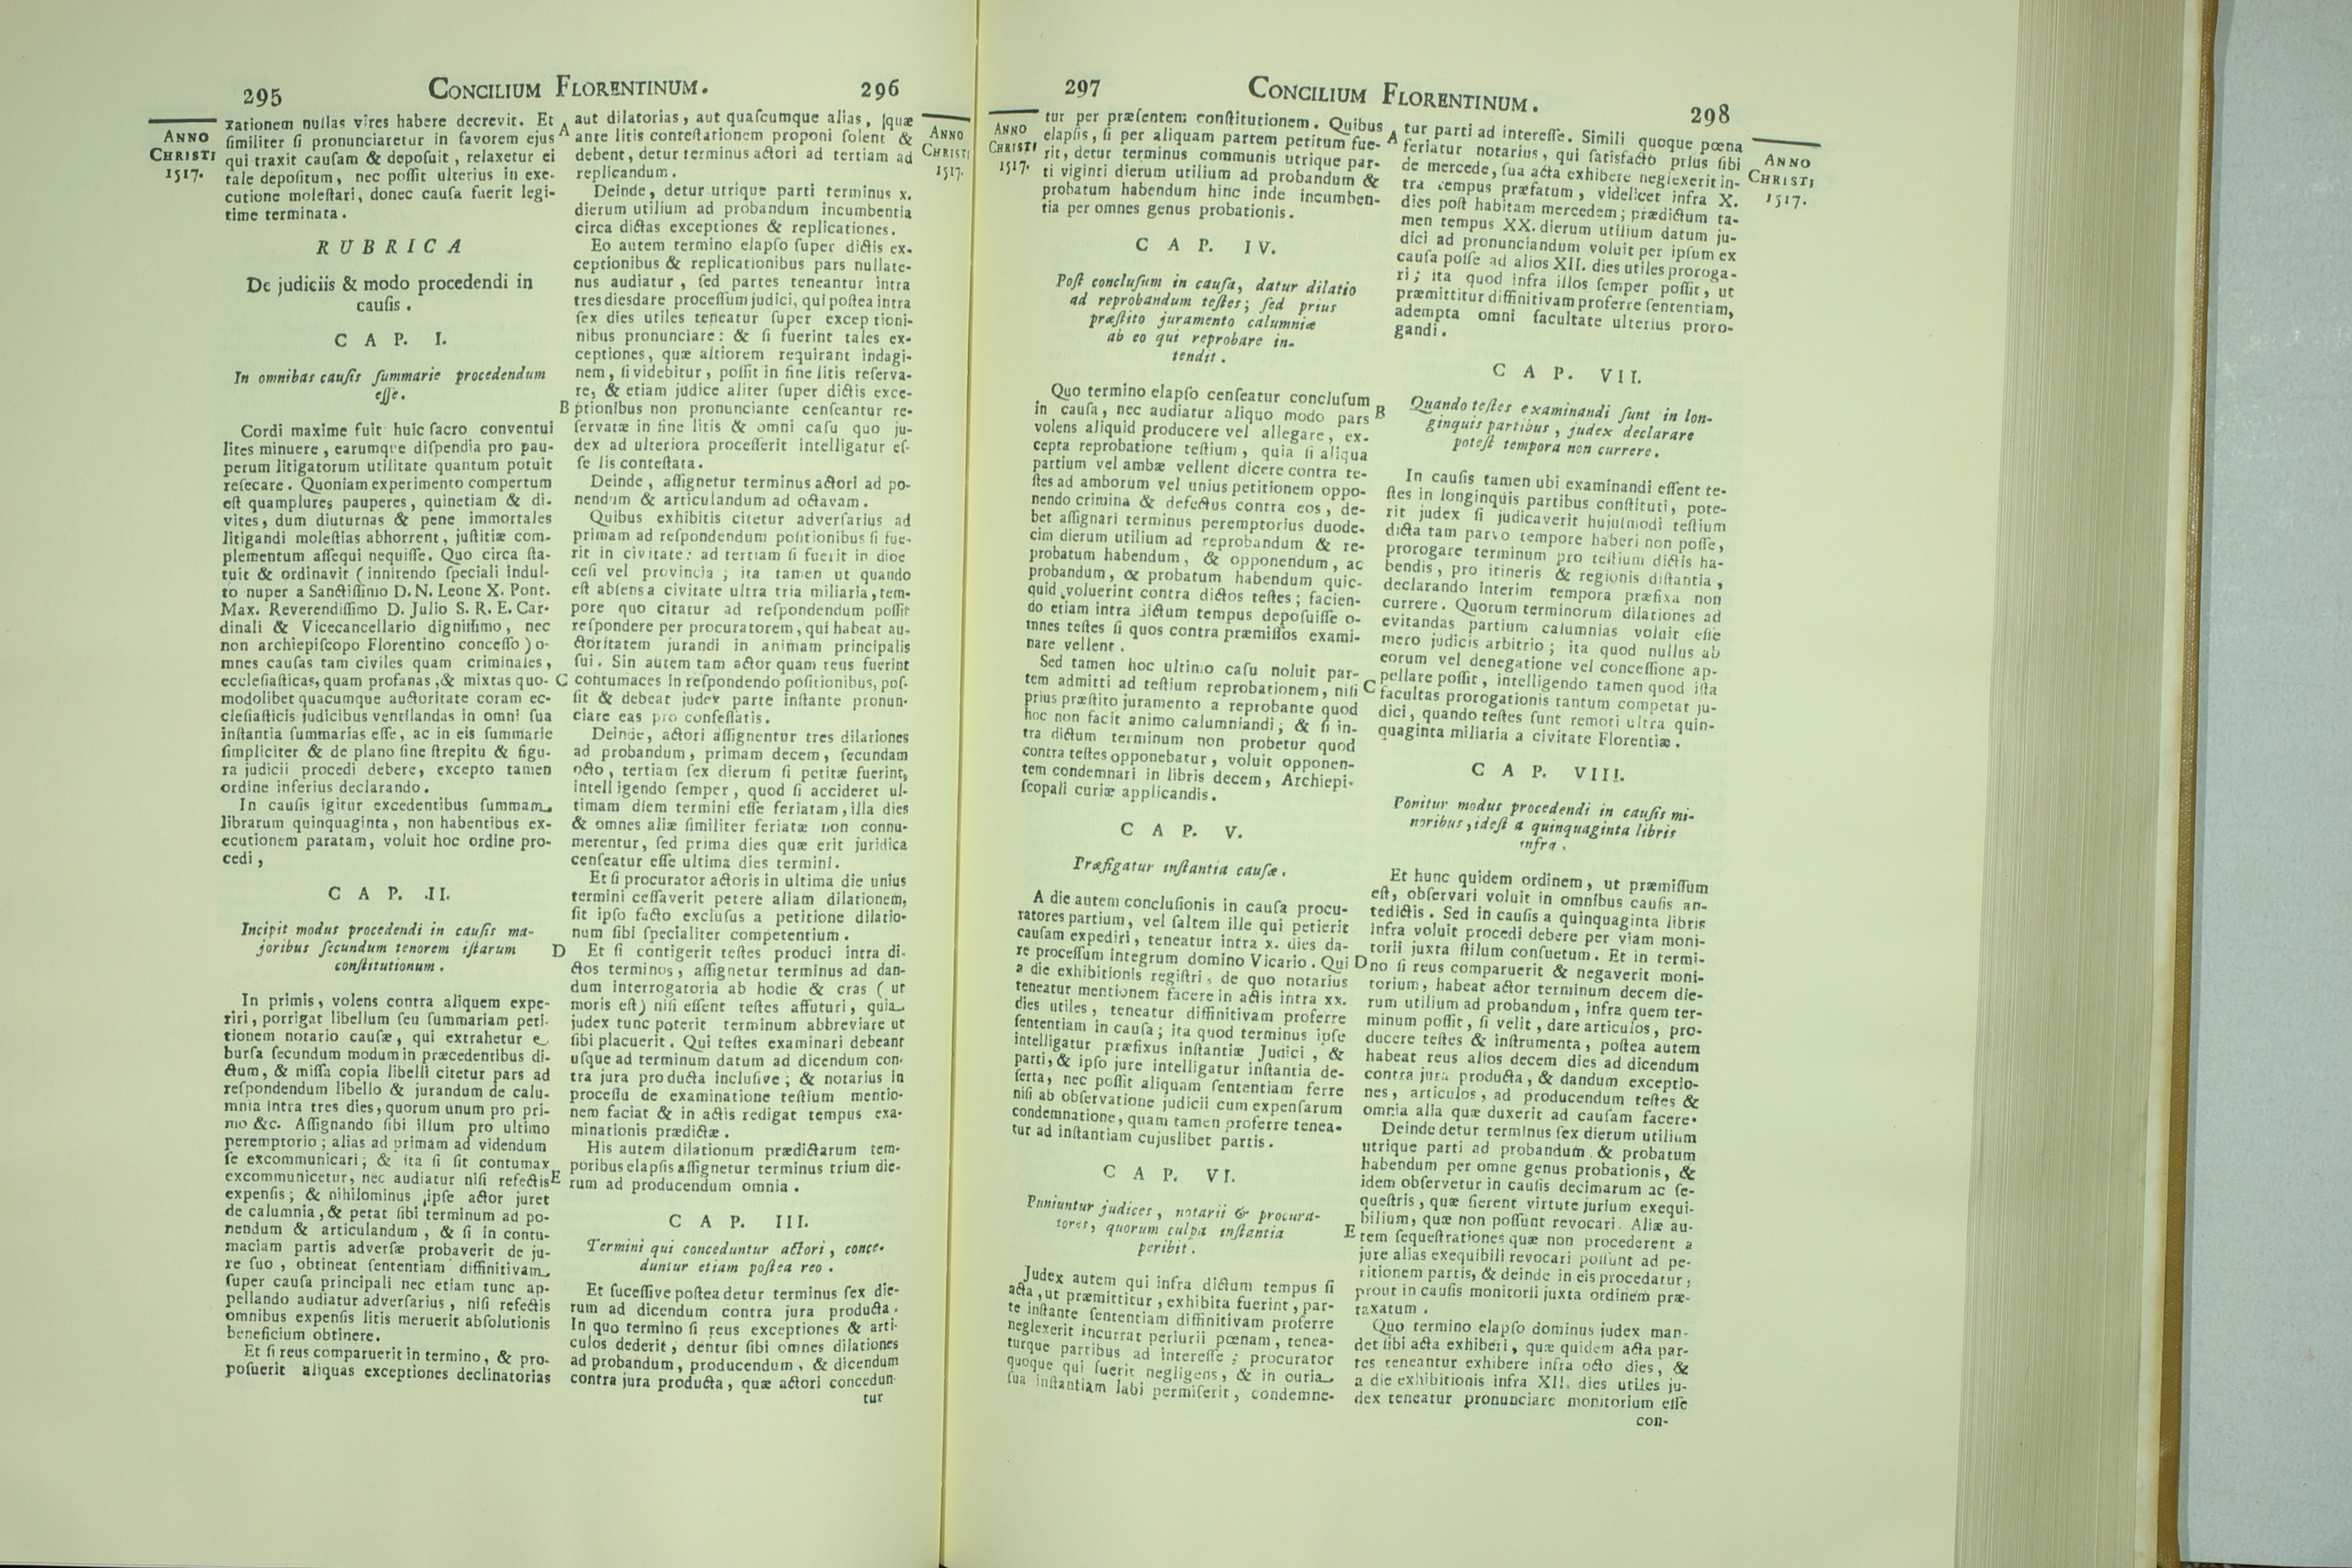 295
CONCILIUM FLORENTINUM.
296
ANNO
CHRISTI
1517.
xationem nullas vires habere decrevit. Et
ſimiliter ſi pronunciaretur in favorem ejus
qui traxit cauſam & depoſuit, relaxetur ei
tale depoſitum, nec poſſit ulterius in exe-
cutione moleſtari, donec cauſa fuerit legi-
time terminata.
RUBRICA
De judiciis & modo procedendi in
cauſis.
CAP. I.
In omnibas cauſis ſummarie procedendum
eſſe.
Cordi maxime fuit huic ſacro conventui
lites minuere, earumque diſpendia pro pau-
perum litigatorum utilitate quantum potuit
reſecare. Quoniam experimento compertum
eſt quamplures pauperes, quinetiam & di-
vites, dum diuturnas & pene immortales
litigandi moleſtias abhorrent, juſtitiæ com-
plementum aſſequi nequiſſe. Quo circa ſta-
tuit & ordinavit (innitendo ſpeciali indul-
to nuper a Sanctiſſimo D. N. Leone X. Pont.
Max. Reverendiſſimo D. Julio S. R. E. Car-
dinali & Vicecancellario digniſſimo, nec
non archiepiſcopo Florentino conceſſo) o-
mnes cauſas tam civiles quam criminales,
eccleſiaſticas, quam profanas, & mixtas quo-
modolibet quacumque auctoritate coram ec-
cleſiaſticis judicibus ventilandas in omni ſua
inſtantia ſummarias eſſe, ac in eis ſummarie
ſimpliciter & de plano ſine ſtrepitu & figu-
ra judicii procedi debere, excepto tamen
ordine inferius declarando.
In cauſis igitur excedentibus ſummam
librarum quinquaginta, non habentibus ex-
ecutionem paratam, voluit hoc ordine pro-
cedi,
CAP. II.
Incipit modus procedendi in cauſis ma-
joribus ſecundum tenorem iſtarum
conſtitutionum.
In primis, volens contra aliquem expe-
riri, porrigat libellum ſeu ſummariam peti-
tionem notario cauſæ, qui extrahetur e
burſa ſecundum modum in præcedentibus di-
ctum, & miſſa copia libelli citetur pars ad
reſpondendum libello & jurandum de calu-
mnia intra tres dies, quorum unum pro pri-
mo &c. Aſſignando ſibi illum pro ultimo
peremptorio; alias ad primam ad videndum
ſe excommunicari; & ita ſi ſit contumax
excommunicetur, nec audiatur niſi refectis
expenſis; & nihilominus ipſe actor juret
de calumnia, & petat ſibi terminum ad po-
nendum & articulandum, & ſi in contu-
maciam partis adverſæ probaverit de ju-
re ſuo, obtineat ſententiam diffinitivam
ſuper cauſa principali nec etiam tunc ap-
pellando audiatur adverſarius, niſi refectis
omnibus expenſis litis meruerit abſolutionis
beneficium obtinere.
Et ſi reus comparuerit in termino, & pro-
poſuerit aliquas exceptiones declinatorias
A
B
C
D
E
aut dilatorias, aut quaſcumque alias, quæ
ante litis conteſtationem proponi ſolent &
debent, detur terminus actori ad tertiam ad
replicandum.
Deinde, detur utrique parti terminus x.
dierum utilium ad probandum incumbentia
circa dictas exceptiones & replicationes.
Eo autem termino elapſo ſuper dictis ex-
ceptionibus & replicationibus pars nullate-
nus audiatur, ſed partes teneantur intra
tres dies dare proceſſum judici, qui poſtea intra
ſex dies utiles teneatur ſuper excep tioni-
nibus pronunciare: & ſi fuerint tales ex-
ceptiones, quæ altiorem requirant indagi-
nem, ſi videbitur, poſſit in fine litis reſerva-
re, & etiam judice aliter ſuper dictis exce-
ptionibus non pronunciante cenſeantur re-
ſervatæ in fine litis & omni caſu quo ju-
dex ad ulteriora proceſſerit intelligatur eſ-
ſe lis conteſtata.
Deinde, aſſignetur terminus actori ad po-
nendum & articulandum ad octavam.
Quibus exhibitis citetur adverſarius ad
primam ad reſpondendum poſitionibus ſi fue-
rit in civitate: ad tertiam ſi fuerit in dioe
ceſi vel provincia; ita tamen ut quando
eſt abſens a civitate ultra tria miliaria, tem-
pore quo citatur ad reſpondendum poſſit
reſpondere per procuratorem, qui habeat au-
ctoritatem jurandi in animam principalis
ſui. Sin autem tam actor quam reus fuerint
contumaces in reſpondendo poſitionibus, poſ-
ſit & debeat judex parte inſtante pronun-
ciare eas pro confeſſatis.
Deinde, actori aſſignentur tres dilationes
ad probandum, primam decem, ſecundam
octo, tertiam ſex dierum ſi petitæ fuerint,
intell igendo ſemper, quod ſi accideret ul-
timam diem termini eſſe feriatam, illa dies
& omnes aliæ ſimiliter feriatæ non connu-
merentur, ſed prima dies quæ erit juridica
cenſeatur eſſe ultima dies termini.
Et ſi procurator actoris in ultima die unius
termini ceſſaverit petere aliam dilationem,
ſit ipſo facto excluſus a petitione dilatio-
num ſibi ſpecialiter competentium.
Et ſi contigerit teſtes produci intra di-
ctos terminos, aſſignetur terminus ad dan-
dum interrogatoria ab hodie & cras (ut
moris eſt) niſi eſſent teſtes affuturi, quia
judex tunc poterit terminum abbreviare ut
ſibi placuerit. Qui teſtes examinari debeant
uſque ad terminum datum ad dicendum con-
tra jura producta incluſive; & notarius in
proceſſu de examinatione teſtium mentio-
nem faciat & in actis redigat tempus exa-
minationis prædictæ.
His autem dilationum prædictarum tem-
poribus elapſis aſſignetur terminus trium die-
rum ad producendum omnia.
CAP. III.
Termini qui conceduntur actori, conce-
duntur etiam poſtea reo.
Et ſuceſſive poſtea detur terminus ſex die-
rum ad dicendum contra jura producta.
In quo termino ſi reus exceptiones & arti-
culos dederit, dentur ſibi omnes dilationes
ad probandum, producendum, & dicendum
contra jura producta, quæ actori concedun
tur
ANNO
CHRISTI
1517.
297
CONCILIUM FLORENTINUM.
298
ANNO
CHRISTI
1517.
tur per præſentem conſtitutionem. Quibus
elapſis, ſi per aliquam partem petitum fue-
rit, detur terminus communis utrique par-
ti viginti dierum utilium ad probandum &
probatum habendum hinc inde incumben-
tia per omnes genus probationis.
CAP. IV.
Poſt concluſum in cauſa, datur dilatio
ad reprobandum teſtes; ſed prius
præſtito juramento calumniæ
ab eo qui reprobare in-
tendit.
Quo termino elapſo cenſeatur concluſum
in cauſa, nec audiatur aliquo modo pars
volens aliquid producere vel allegare, ex-
cepta reprobatione teſtium, quia ſi aliqua
partium vel ambæ vellent dicere contra te-
ſtes ad amborum vel unius petitionem oppo-
nendo crimina & defectus contra eos, de-
bet aſſignari terminus peremptorius duode-
cim dierum utilium ad reprobandum & re-
probatum habendum, & opponendum, ac
probandum, & probatum habendum quic-
quid voluerint contra dictos teſtes; facien-
do etiam intra dictum tempus depoſuiſſe o-
mnes teſtes ſi quos contra præmiſſos exami-
nare vellent.
Sed tamen hoc ultimo caſu noluit par-
tem admitti ad teſtium reprobationem, niſi
prius præſtito juramento a reprobante quod
hoc non facit animo calumniandi; & ſi in-
tra dictum terminum non probetur quod
contra teſtes opponebatur, voluit opponen-
tem condemnari in libris decem, Archiepi-
ſcopali curiæ applicandis.
CAP. V.
Præfigatur inſtantia cauſæ.
A die autem concluſionis in cauſa procu-
ratores partium, vel ſaltem ille qui petierit
cauſam expediri, teneatur intra x. dies da-
re proceſſum integrum domino Vicario. Qui
a die exhibitionis regiſtri, de quo notarius
teneatur mentionem facere in actis intra xx.
dies utiles, teneatur diffinitivam proferre
ſententiam in cauſa; ita quod terminus ipſe
intelligatur præfixus inſtantiæ Judici, &
parti, & ipſo jure intelligatur inſtantia de-
ſerta, nec poſſit aliquam ſententiam ferre
niſi ab obſervatione judicii cum expenſarum
condemnatione, quam tamen proferre tenea-
tur ad inſtantiam cujuslibet partis.
CAP. VI.
Puniuntur judices, notarii & procura-
tores, quorum culpa inſtantia
peribit.
Judex autem qui infra dictum tempus ſi
acta, ut præmittitur, exhibita fuerint, par-
te inſtante ſententiam diffinitivam proferre
neglexerit incurrat periurii pœnam, tenea-
turque partibus ad intereſſe; procurator
quoque qui fuerit negligens, & in curia
ſua inſtantiam labi permiſerit, condemne-
A
B
C
D
E
tur parti ad intereſſe. Simili quoque pœna
feriatur notarius, qui ſatisfacto prius ſibi
de mercede, ſua acta exhibere neglexerit in-
tra tempus præfatum, videlicet infra X.
dies poſt habitam mercedem; prædictum ta-
men tempus XX. dierum utilium datum ju-
dici ad pronunciandum voluit per ipſum ex
cauſa poſſe ad alios XII. dies utiles proroga-
ri; ita quod infra illos ſemper poſſit, ut
præmittitur diffinitivam proferre ſententiam,
adempta omni facultate ulterius proro-
gandi.
CAP. VII.
Quando teſtes examinandi ſunt in lon-
ginquis partibus, judex declarare
poteſt tempora non currere.
In cauſis tamen ubi examinandi eſſent te-
ſtes in longinquis partibus conſtituti, pote-
rit judex ſi judicaverit hujuſmodi teſtium
dicta tam parvo tempore haberi non poſſe,
prorogare terminum pro teſtium dictis ha-
bendis, pro itineris & regionis diſtantia,
declarando interim tempora præfixa non
currere. Quorum terminorum dilationes ad
evitandas partium calumnias voluit eſſe
mero judicis arbitrio; ita quod nullus ab
eorum vel denegatione vel conceſſione ap-
pellare poſſit, intelligendo tamen quod iſta
facultas prorogationis tantum competat ju-
dici, quando teſtes ſunt remoti ultra quin-
quaginta miliaria a civitate Florentiæ.
CAP. VIII.
Ponitur modus procedendi in cauſis mi-
noribus, ideſt a quinquaginta libris
infra.
Et hunc quidem ordinem, ut præmiſſum
eſt, obſervari voluit in omnibus cauſis an-
tedictis. Sed in cauſis a quinquaginta libris
infra voluit procedi debere per viam moni-
torii juxta ſtilum conſuetum. Et in termi-
no ſi reus comparuerit & negaverit moni-
torium, habeat actor terminum decem die-
rum utilium ad probandum, infra quem ter-
minum poſſit, ſi velit, dare articulos, pro-
ducere teſtes & inſtrumenta, poſtea autem
habeat reus alios decem dies ad dicendum
contra jura producta, & dandum exceptio-
nes, articulos, ad producendum teſtes &
omnia alia quæ duxerit ad cauſam facere.
Deinde detur terminus ſex dierum utilium
utrique parti ad probandum & probatum
habendum per omne genus probationis, &
idem obſervetur in cauſis decimarum ac ſe-
queſtris, quæ fierent virtute jurium exequi-
bilium, quæ non poſſunt revocari. Aliæ au-
tem ſequeſtrationes quæ non procederent a
jure alias exequibili revocari poſſunt ad pe-
titionem partis, & deinde in eis procedatur,
prout in cauſis monitorii juxta ordinem præ-
taxatum.
Quo termino elapſo dominus judex man-
det ſibi acta exhiberi, quæ quidem acta par-
tes teneantur exhibere infra octo dies, &
a die exhibitionis infra XII. dies utiles ju-
dex teneatur pronunciare monitorium eſſe
con-
ANNO
CHRISTI
1517.